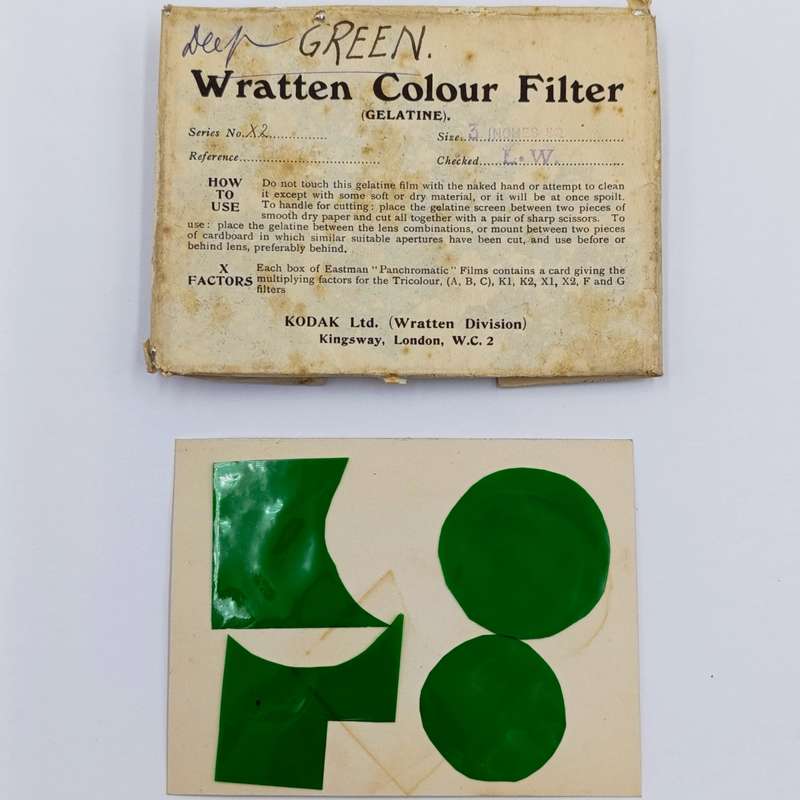 Deep GREEN.
Wratten Colour Filter
(GELATINE).
Series No. X2
Size. 3 INCHES SQ
Reference
Checked. L.W.
HOW TO USE
Do not touch this gelatine film with the naked hand or attempt to clean
it except with some soft or dry material, or it will be at once spoilt.
To handle for cutting: place the gelatine screen between two pieces of
smooth dry paper and cut all together with a pair of sharp scissors. To
use: place the gelatine between the lens combinations, or mount between two pieces
of cardboard in which similar suitable apertures have been cut, and use before or
behind lens, preferably behind.
X FACTORS
Each box of Eastman "Panchromatic" Films contains a card giving the
multiplying factors for the Tricolour, (A, B, C), K1, K2, X1, X2, F and G
filters
KODAK Ltd. (Wratten Division)
Kingsway, London, W.C. 2